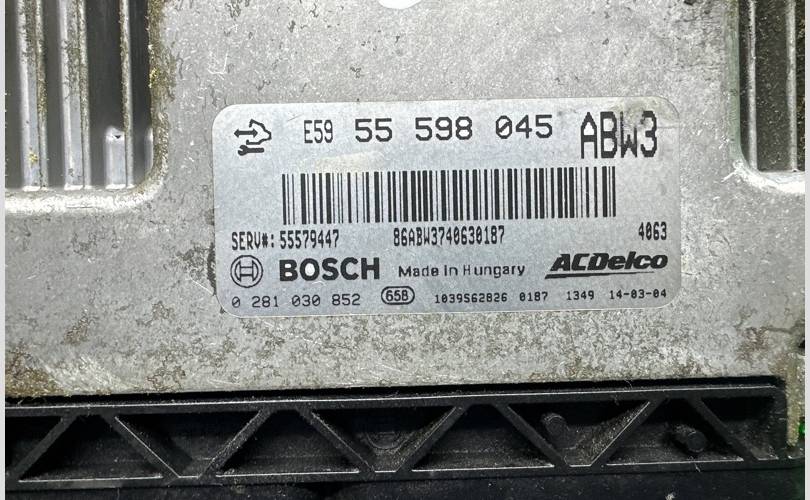 E59 55 598 045 ABW3
SERV#: 55579447 86ABW3740630187 4063
BOSCH Made in Hungary ACDelco
0 281 030 852 658 1039S62826 0187 1349 14-03-04